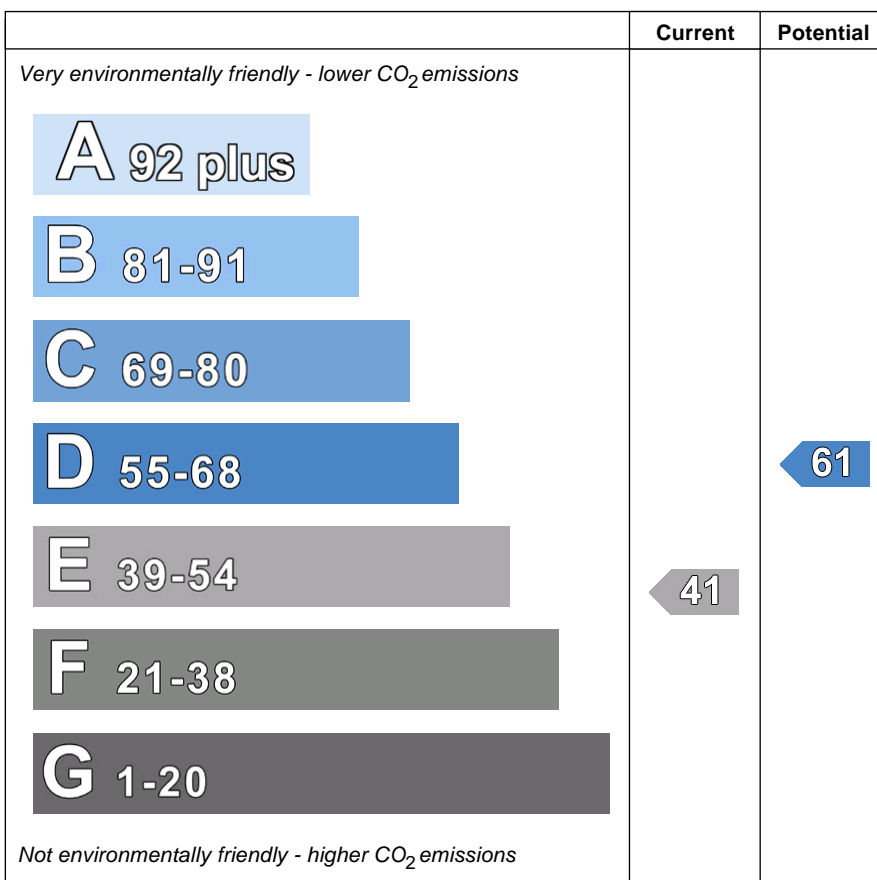 Current Potential
Very environmentally friendly - lower CO2 emissions
A 92 plus
B 81-91
C 69-80
D 55-68
61
E 39-54
41
F 21-38
G 1-20
Not environmentally friendly - higher CO2 emissions